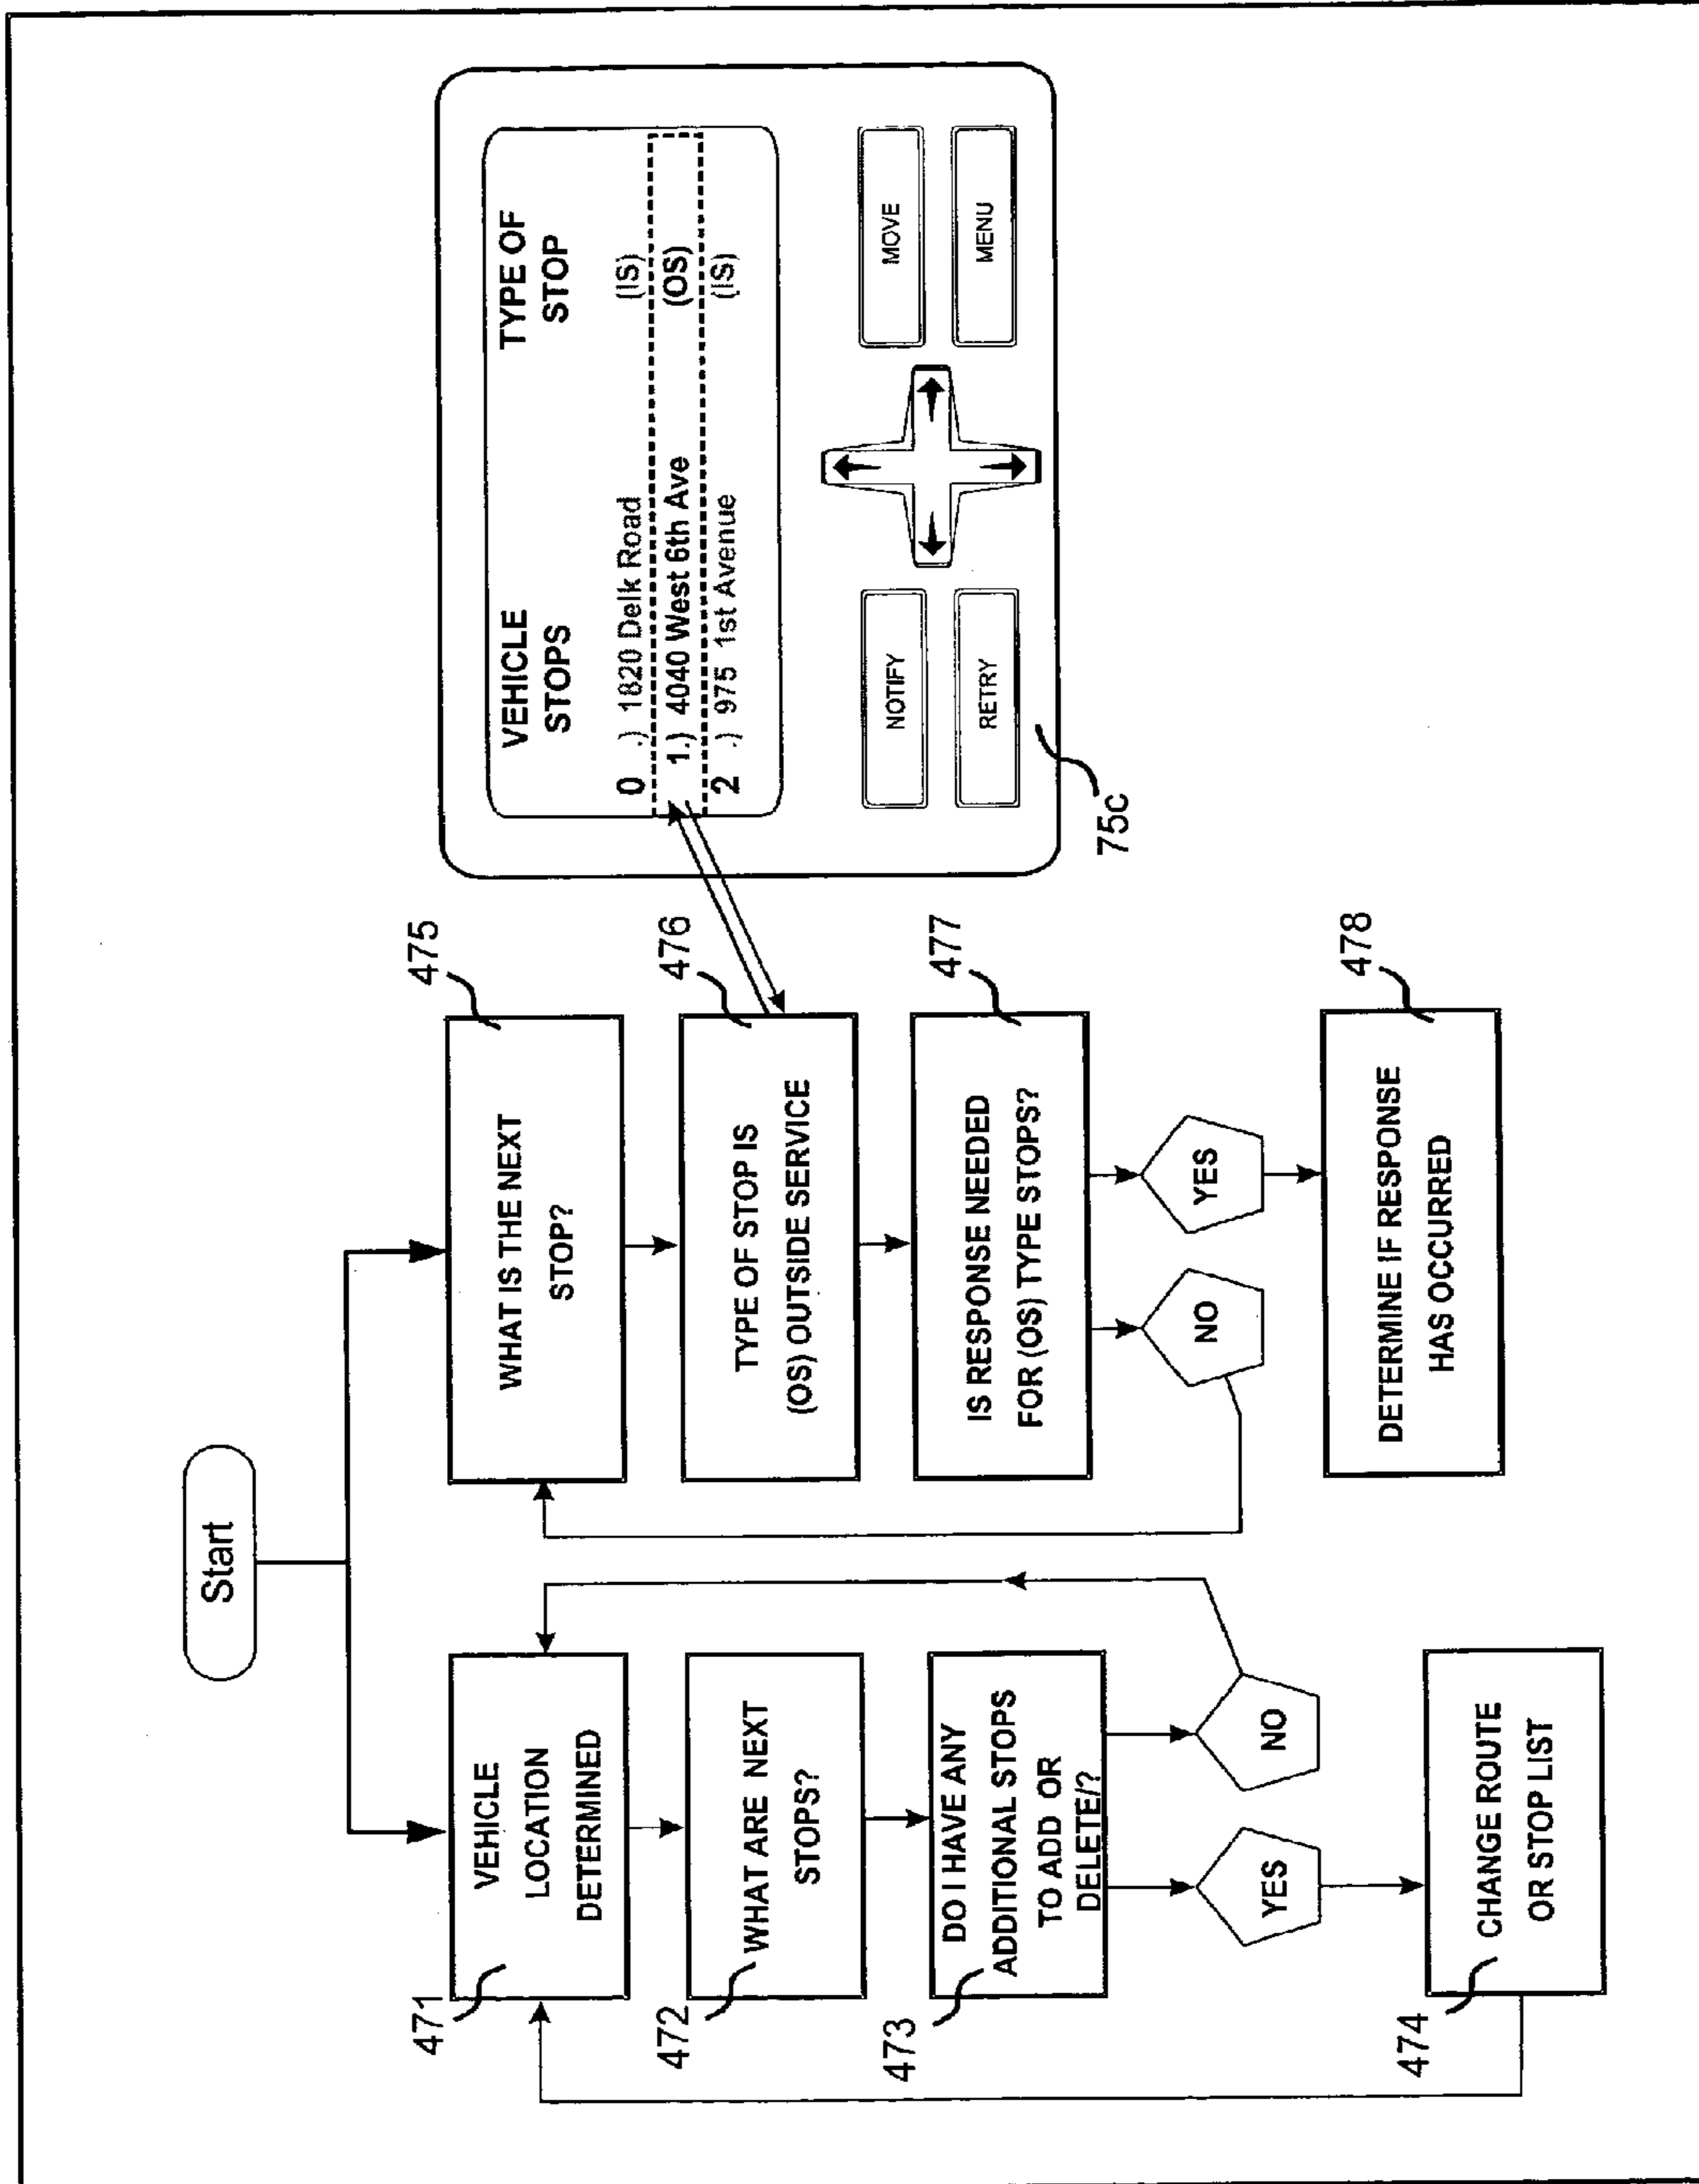 Start
471
VEHICLE
LOCATION
DETERMINED
472
WHAT ARE NEXT
STOPS?
473
DO I HAVE ANY
ADDITIONAL STOPS
TO ADD OR
DELETE/?
YES
NO
474
CHANGE ROUTE
OR STOP LIST
475
WHAT IS THE NEXT
STOP?
476
TYPE OF STOP IS
(OS) OUTSIDE SERVICE
477
IS RESPONSE NEEDED
FOR (OS) TYPE STOPS?
NO
YES
478
DETERMINE IF RESPONSE
HAS OCCURRED
VEHICLE
STOPS
TYPE OF
STOP
0 .) 1820 Delk Road (IS)
1.) 4040 West 6th Ave (OS)
2 .) 975 1st Avenue (IS)
NOTIFY
RETRY
MOVE
MENU
75c